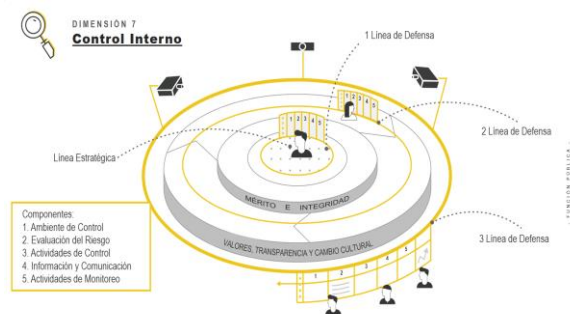 DIMENSIÓN 7
Control Interno
1 Línea de Defensa
1 2 3 4 5
1 2 3 4 5
2 Línea de Defensa
Línea Estratégica
MÉRITO E INTEGRIDAD
VALORES, TRANSPARENCIA Y CAMBIO CULTURAL
3 Línea de Defensa
1 2 3 4 5
Componentes:
1. Ambiente de Control
2. Evaluación del Riesgo
3. Actividades de Control
4. Información y Comunicación
5. Actividades de Monitoreo
- FUNCIÓN PÚBLICA -